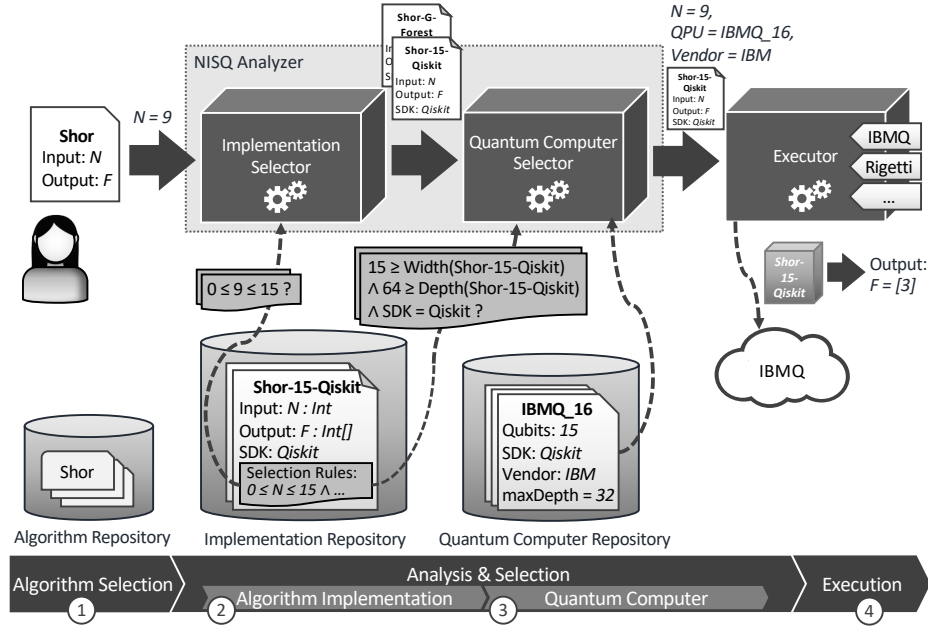 N = 9,
QPU = IBMQ_16,
Vendor = IBM
Shor-G-
Forest
In
O
S
Shor-15-
Qiskit
Input: N
Output: F
SDK: Qiskit
Shor-15-
Qiskit
Input: N
Output: F
SDK: Qiskit
NISQ Analyzer
Shor
Input: N
Output: F
N = 9
Implementation
Selector
Quantum Computer
Selector
Executor
IBMQ
Rigetti
...
0 ≤ 9 ≤ 15 ?
15 ≥ Width(Shor-15-Qiskit)
∧ 64 ≥ Depth(Shor-15-Qiskit)
∧ SDK = Qiskit ?
Shor-
15-
Qiskit
Output:
F = [3]
IBMQ
Shor
Shor-15-Qiskit
Input: N : Int
Output: F : Int[]
SDK: Qiskit
Selection Rules:
0 ≤ N ≤ 15 ∧ ...
IBMQ_16
Qubits: 15
SDK: Qiskit
Vendor: IBM
maxDepth = 32
Algorithm Repository
Implementation Repository
Quantum Computer Repository
Algorithm Selection
1
Analysis & Selection
2
Algorithm Implementation
3
Quantum Computer
Execution
4